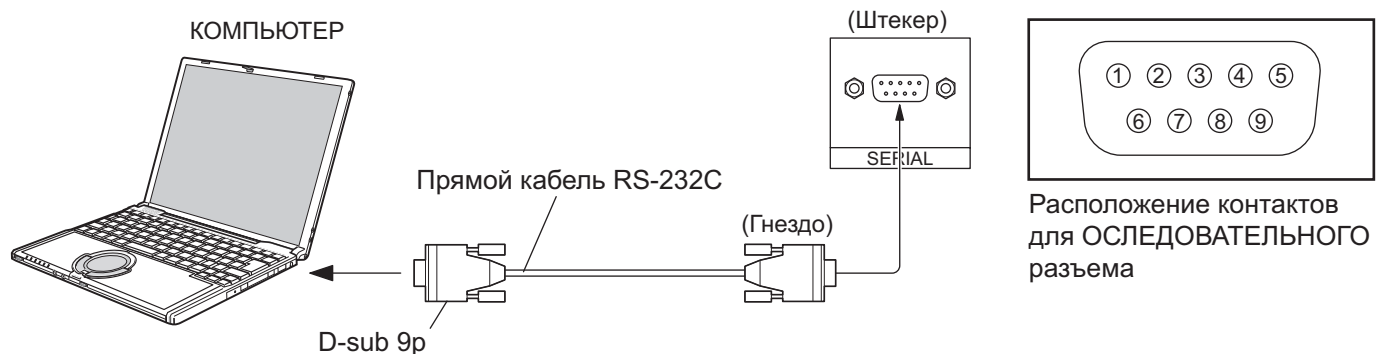 КОМПЬЮТЕР
(Штекер)
SERIAL
Прямой кабель RS-232C
(Гнездо)
D-sub 9p
1 2 3 4 5
6 7 8 9
Расположение контактов
для ОСЛЕДОВАТЕЛЬНОГО
разъема